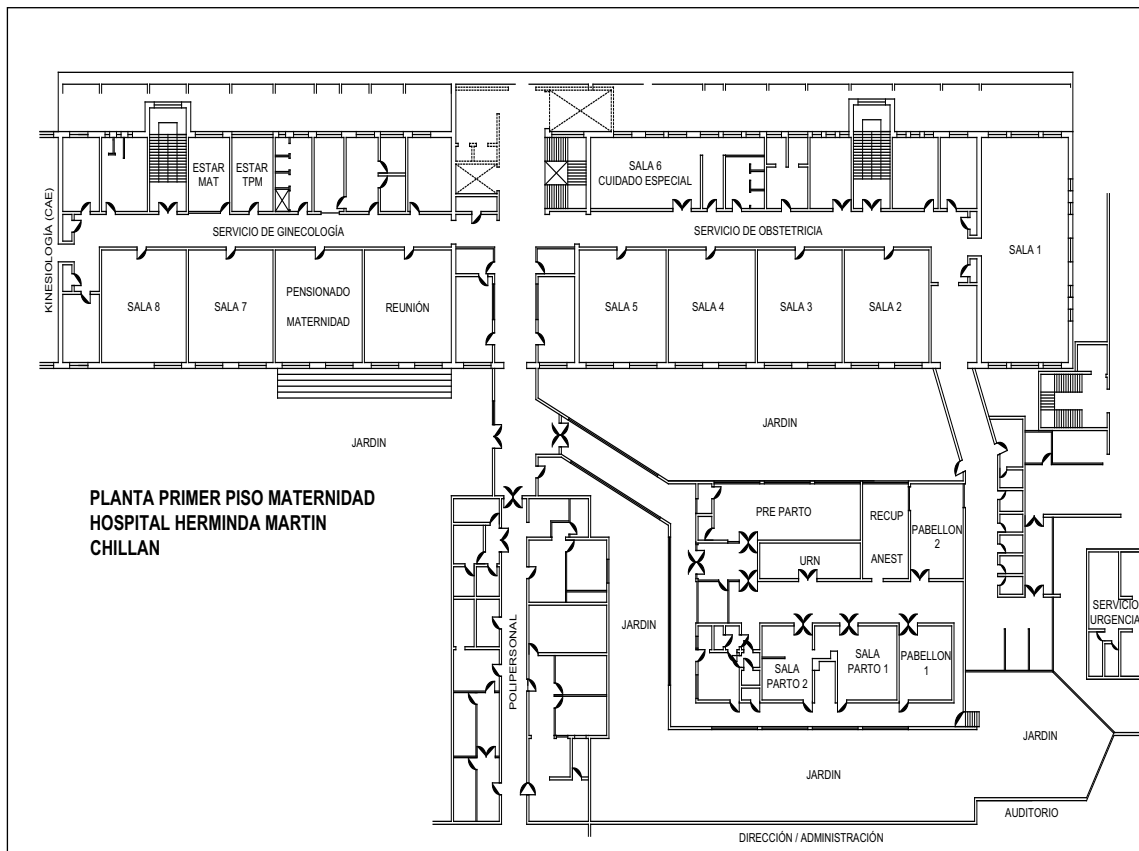 ESTAR
MAT
ESTAR
TPM
SALA 6
CUIDADO ESPECIAL
KINESIOLOGÍA (CAE)
SERVICIO DE GINECOLOGÍA
SERVICIO DE OBSTETRICIA
SALA 1
SALA 8
SALA 7
PENSIONADO
MATERNIDAD
REUNIÓN
SALA 5
SALA 4
SALA 3
SALA 2
JARDIN
JARDIN
PLANTA PRIMER PISO MATERNIDAD
HOSPITAL HERMINDA MARTIN
CHILLAN
PRE PARTO
RECUP
ANEST
PABELLON
2
URN
SERVICIO
URGENCIA
JARDIN
POLIPERSONAL
SALA
PARTO 2
SALA
PARTO 1
PABELLON
1
JARDIN
JARDIN
AUDITORIO
DIRECCIÓN / ADMINISTRACIÓN